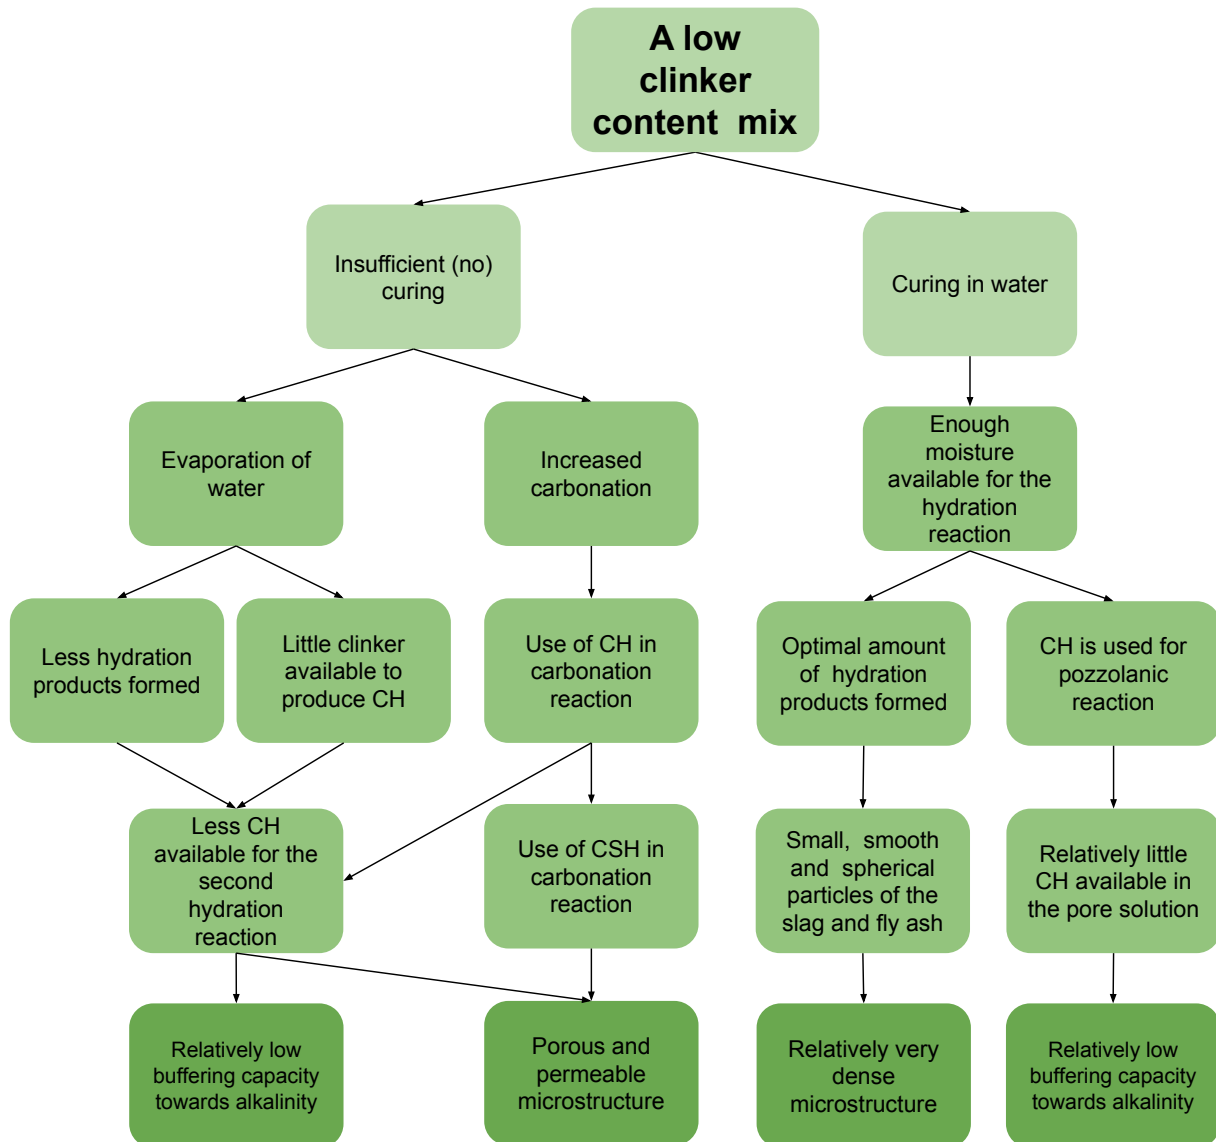 A low
clinker
content  mix
Insufficient (no)
curing
Curing in water
Evaporation of
water
Increased
carbonation
Enough
moisture
available for the
hydration
reaction
Less hydration
products formed
Little clinker
available to
produce CH
Use of CH in
carbonation
reaction
Optimal amount
of  hydration
products formed
CH is used for
pozzolanic
reaction
Less CH
available for the
second
hydration
reaction
Use of CSH in
carbonation
reaction
Small,  smooth
and  spherical
particles of the
slag and fly ash
Relatively little
CH available in
the pore solution
Relatively low
buffering capacity
towards alkalinity
Porous and
permeable
microstructure
Relatively very
dense
microstructure
Relatively low
buffering capacity
towards alkalinity